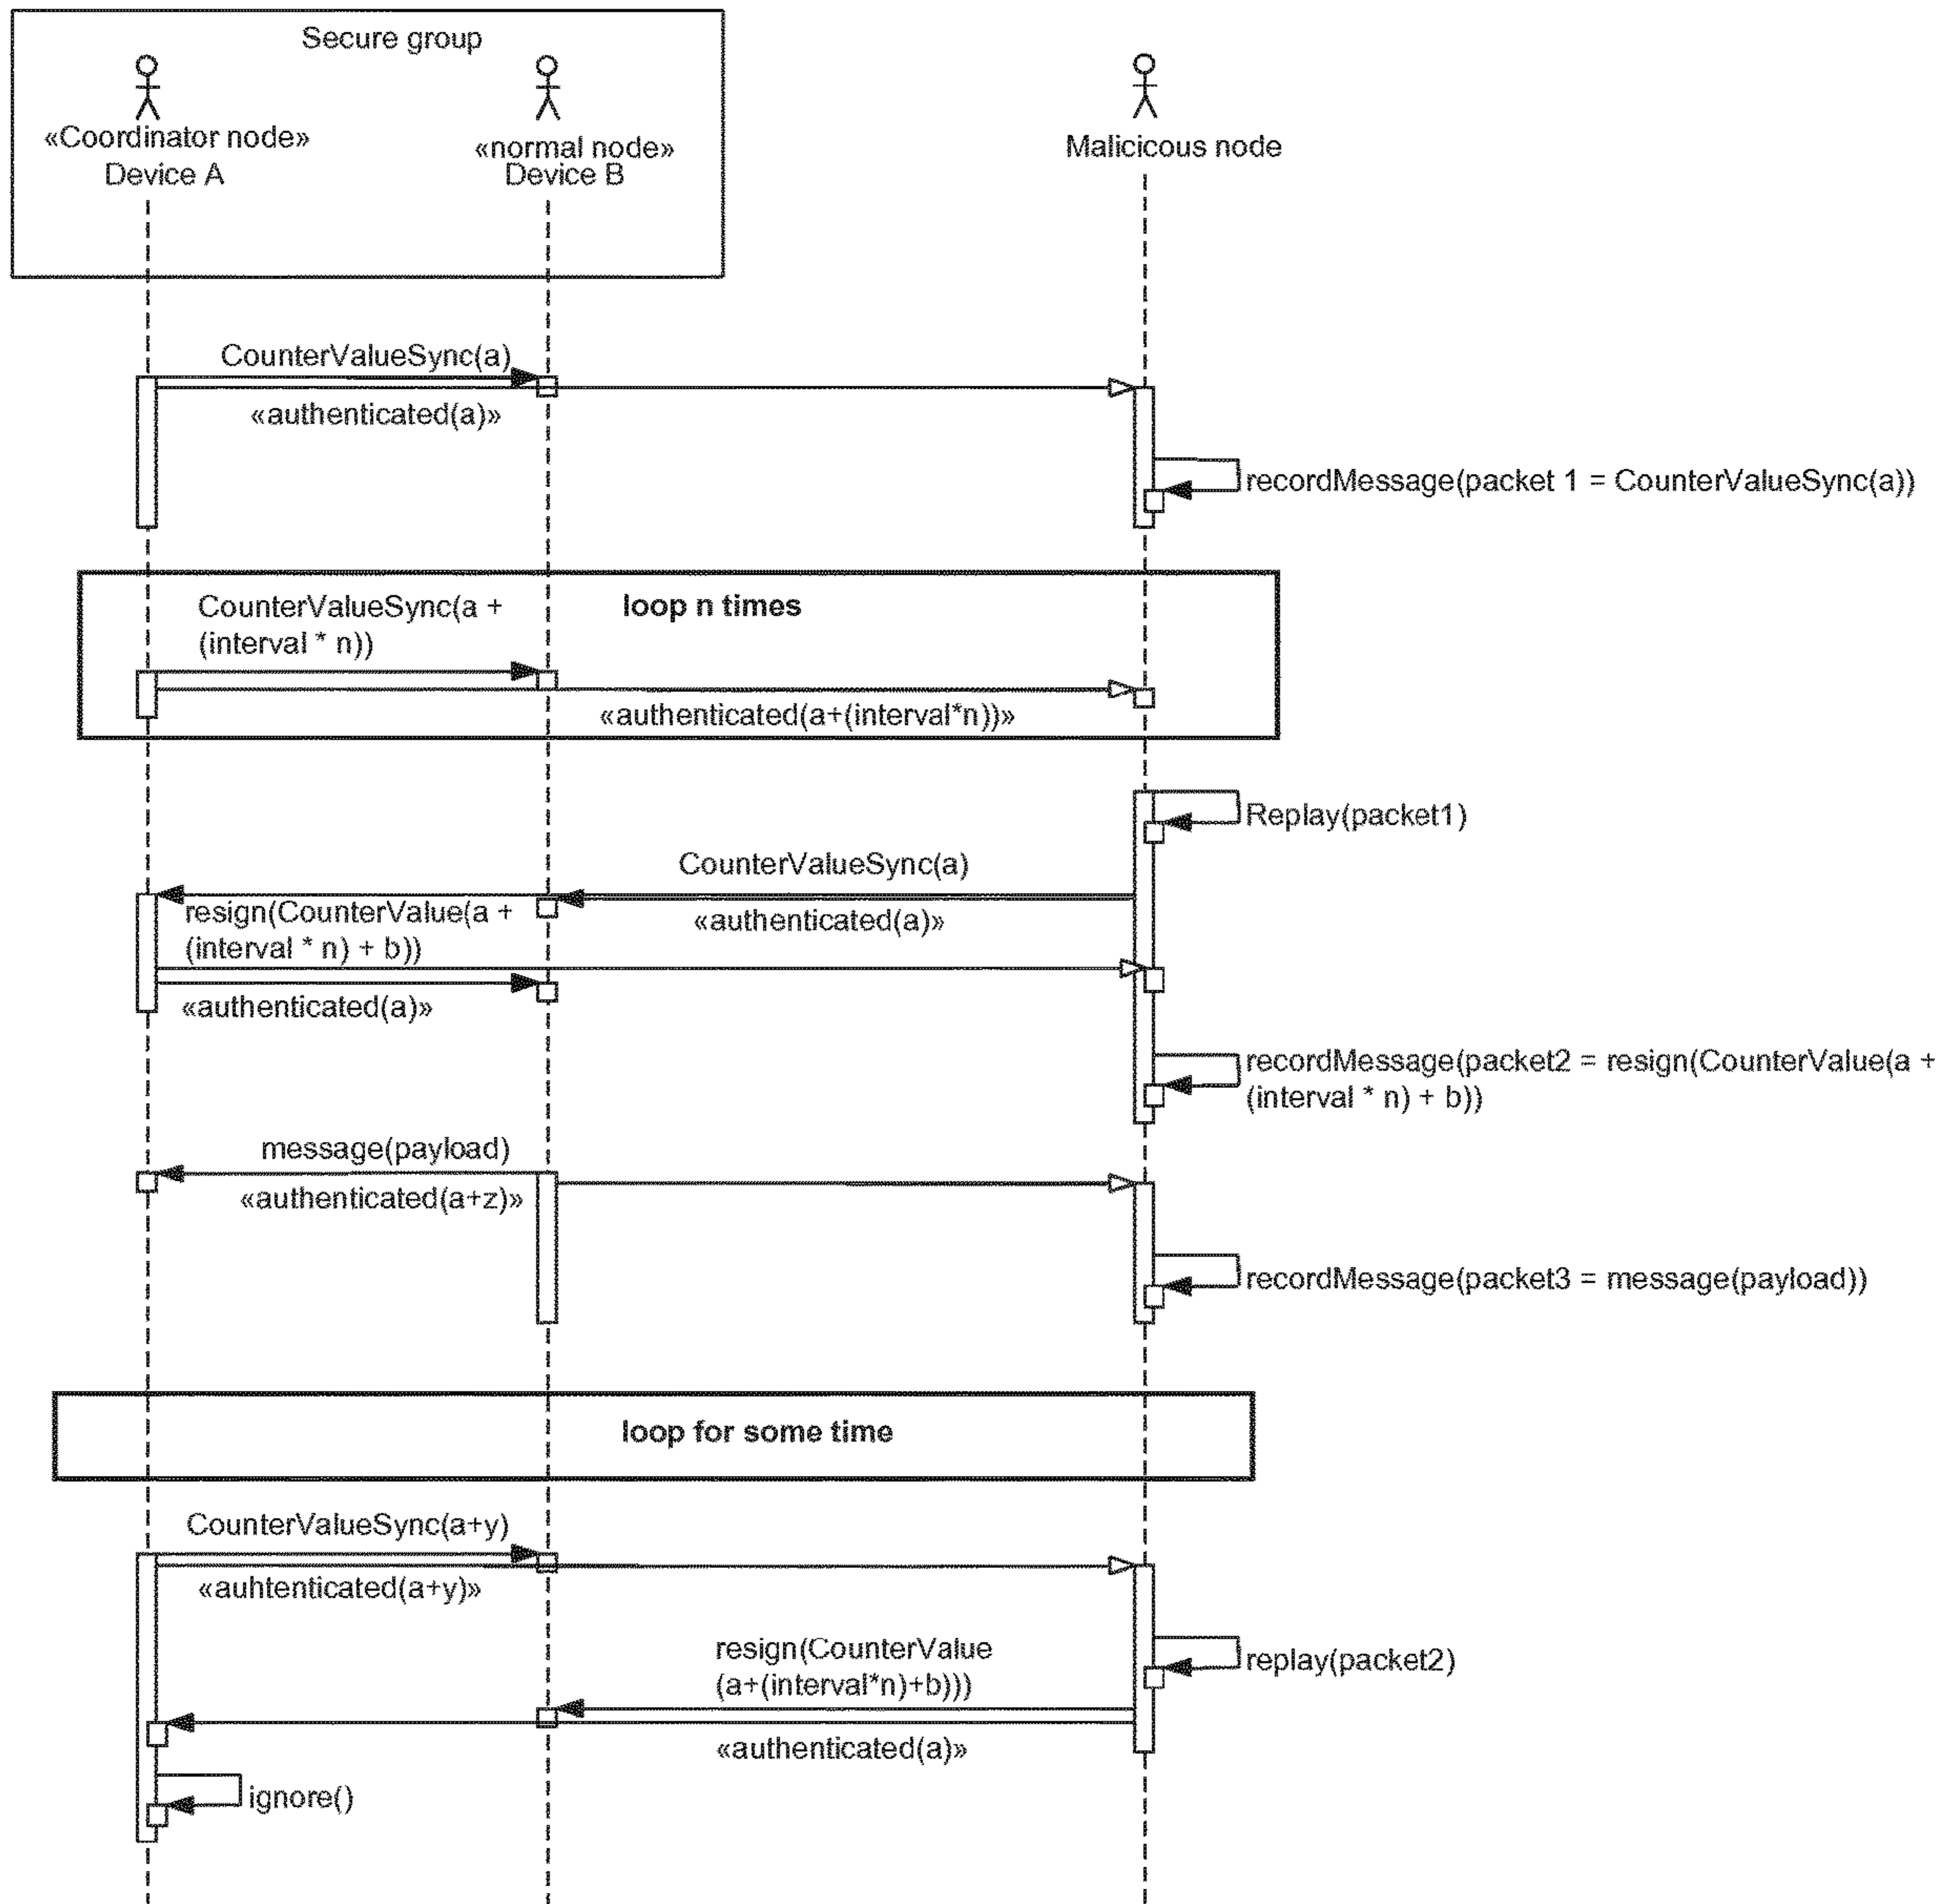 Secure group
«Coordinator node»
Device A
«normal node»
Device B
Malicicous node
CounterValueSync(a)
«authenticated(a)»
recordMessage(packet 1 = CounterValueSync(a))
loop n times
CounterValueSync(a +
(interval * n))
«authenticated(a+(interval*n))»
Replay(packet1)
CounterValueSync(a)
«authenticated(a)»
resign(CounterValue(a +
(interval * n) + b))
«authenticated(a)»
recordMessage(packet2 = resign(CounterValue(a +
(interval * n) + b))
message(payload)
«authenticated(a+z)»
recordMessage(packet3 = message(payload))
loop for some time
CounterValueSync(a+y)
«auhtenticated(a+y)»
replay(packet2)
resign(CounterValue
(a+(interval*n)+b)))
«authenticated(a)»
ignore()